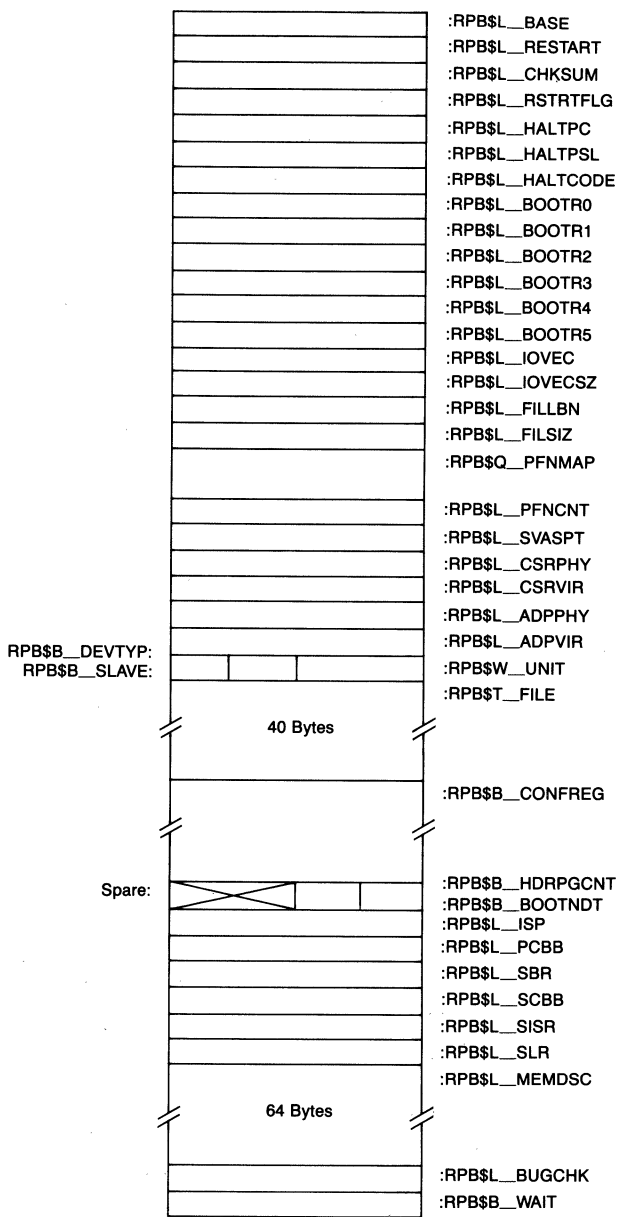 :RPB$L__BASE
:RPB$L__RESTART
:RPB$L__CHKSUM
:RPB$L__RSTRTFLG
:RPB$L__HALTPC
:RPB$L__HALTPSL
:RPB$L__HALTCODE
:RPB$L__BOOTR0
:RPB$L__BOOTR1
:RPB$L__BOOTR2
:RPB$L__BOOTR3
:RPB$L__BOOTR4
:RPB$L__BOOTR5
:RPB$L__IOVEC
:RPB$L__IOVECSZ
:RPB$L__FILLBN
:RPB$L__FILSIZ
:RPB$Q__PFNMAP
:RPB$L__PFNCNT
:RPB$L__SVASPT
:RPB$L__CSRPHY
:RPB$L__CSRVIR
:RPB$L__ADPPHY
:RPB$L__ADPVIR
RPB$B__DEVTYP:
RPB$B__SLAVE:
:RPB$W__UNIT
:RPB$T__FILE
40 Bytes
:RPB$B__CONFREG
Spare:
:RPB$B__HDRPGCNT
:RPB$B__BOOTNDT
:RPB$L__ISP
:RPB$L__PCBB
:RPB$L__SBR
:RPB$L__SCBB
:RPB$L__SISR
:RPB$L__SLR
:RPB$L__MEMDSC
64 Bytes
:RPB$L__BUGCHK
:RPB$B__WAIT